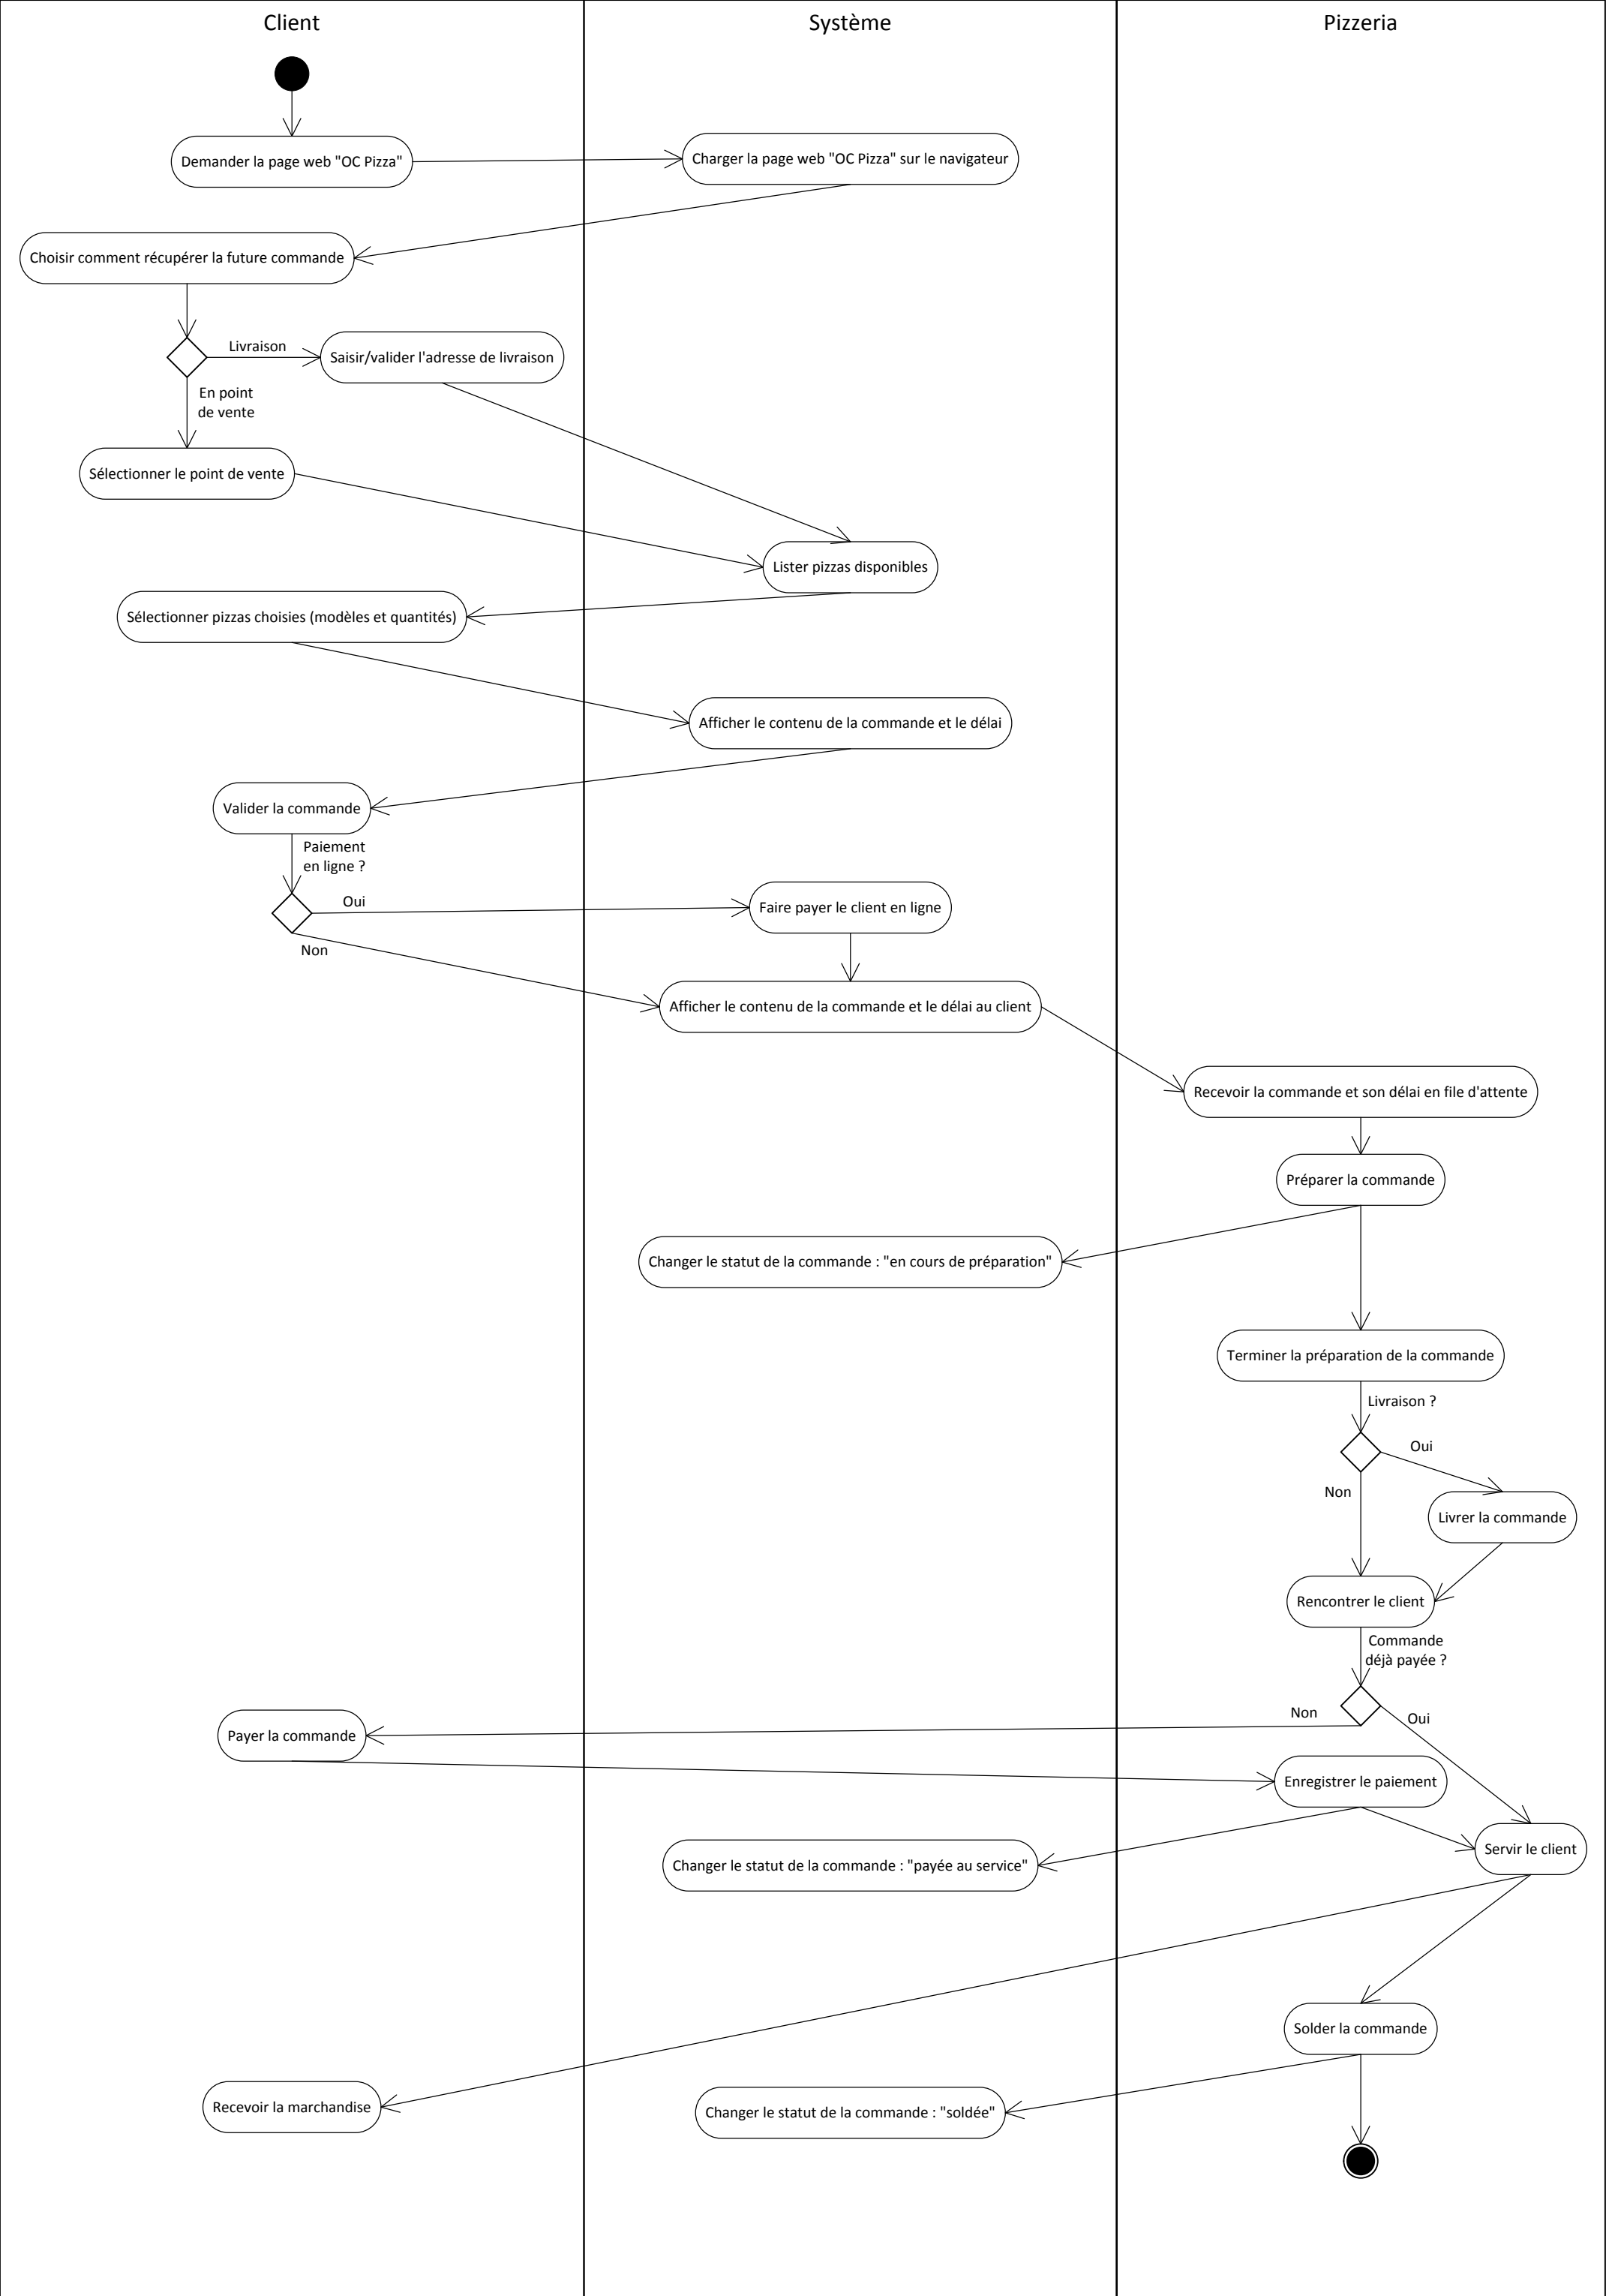 Client
Système
Pizzeria
Demander la page web "OC Pizza"
Charger la page web "OC Pizza" sur le navigateur
Choisir comment récupérer la future commande
Livraison
Saisir/valider l'adresse de livraison
En point
de vente
Sélectionner le point de vente
Lister pizzas disponibles
Sélectionner pizzas choisies (modèles et quantités)
Afficher le contenu de la commande et le délai
Valider la commande
Paiement
en ligne ?
Oui
Faire payer le client en ligne
Non
Afficher le contenu de la commande et le délai au client
Recevoir la commande et son délai en file d'attente
Préparer la commande
Changer le statut de la commande : "en cours de préparation"
Terminer la préparation de la commande
Livraison ?
Oui
Non
Livrer la commande
Rencontrer le client
Commande
déjà payée ?
Non
Oui
Payer la commande
Enregistrer le paiement
Servir le client
Changer le statut de la commande : "payée au service"
Solder la commande
Recevoir la marchandise
Changer le statut de la commande : "soldée"